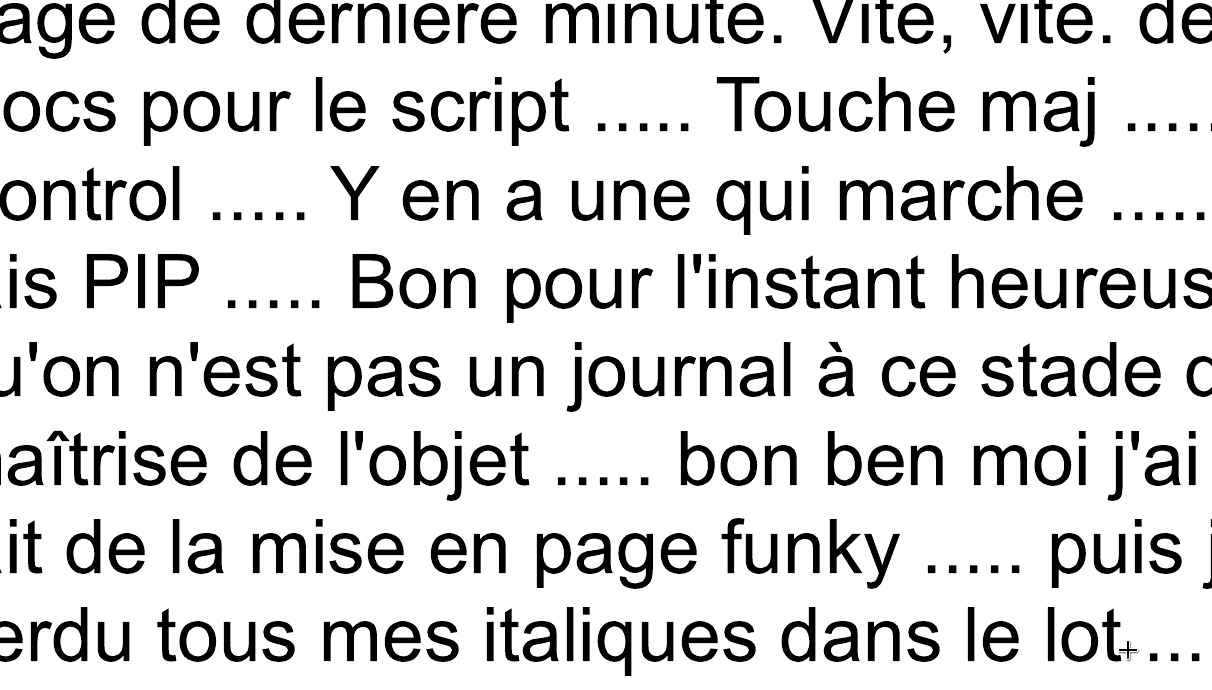 age de dernière minute. Vite, vite. de
ocs pour le script ..... Touche maj .....
ontrol ..... Y en a une qui marche .....
is PIP ..... Bon pour l'instant heureus
u'on n'est pas un journal à ce stade d
aîtrise de l'objet ..... bon ben moi j'ai
it de la mise en page funky ..... puis j
erdu tous mes italiques dans le lot ....